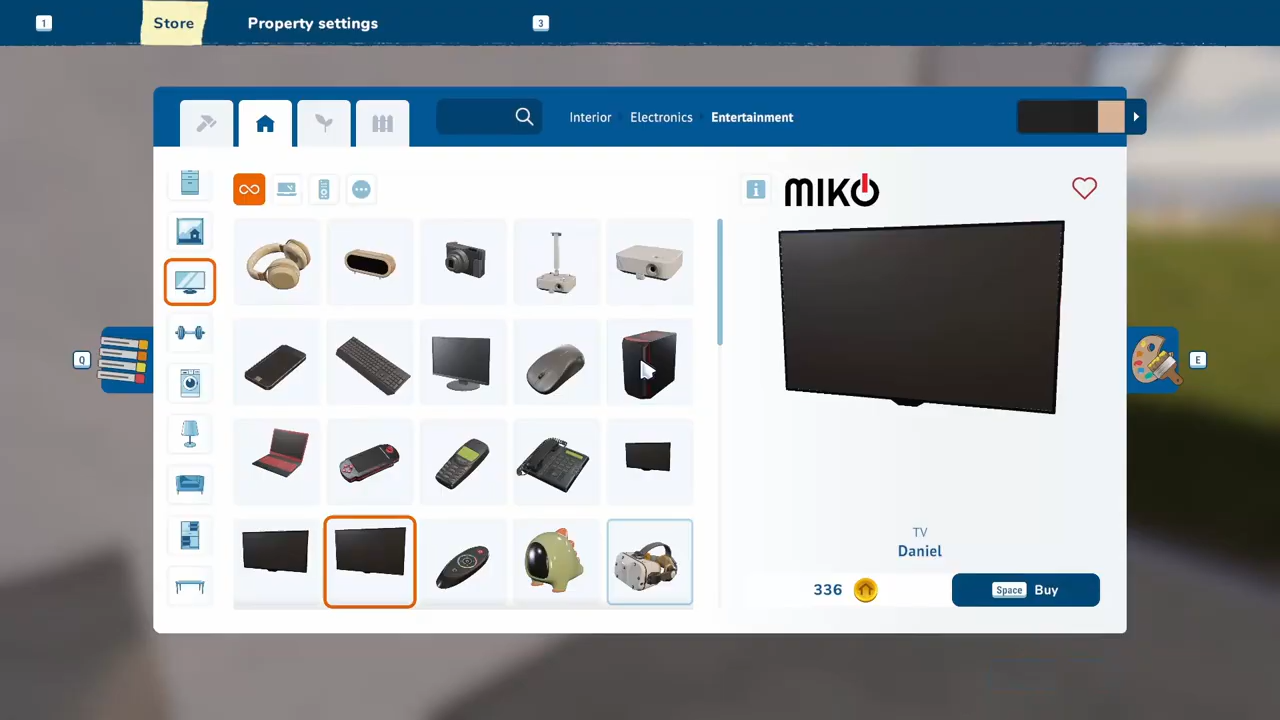 1
Store
Property settings
3
Interior
Electronics
Entertainment
MIKO
Q
E
TV
Daniel
336
Space
Buy